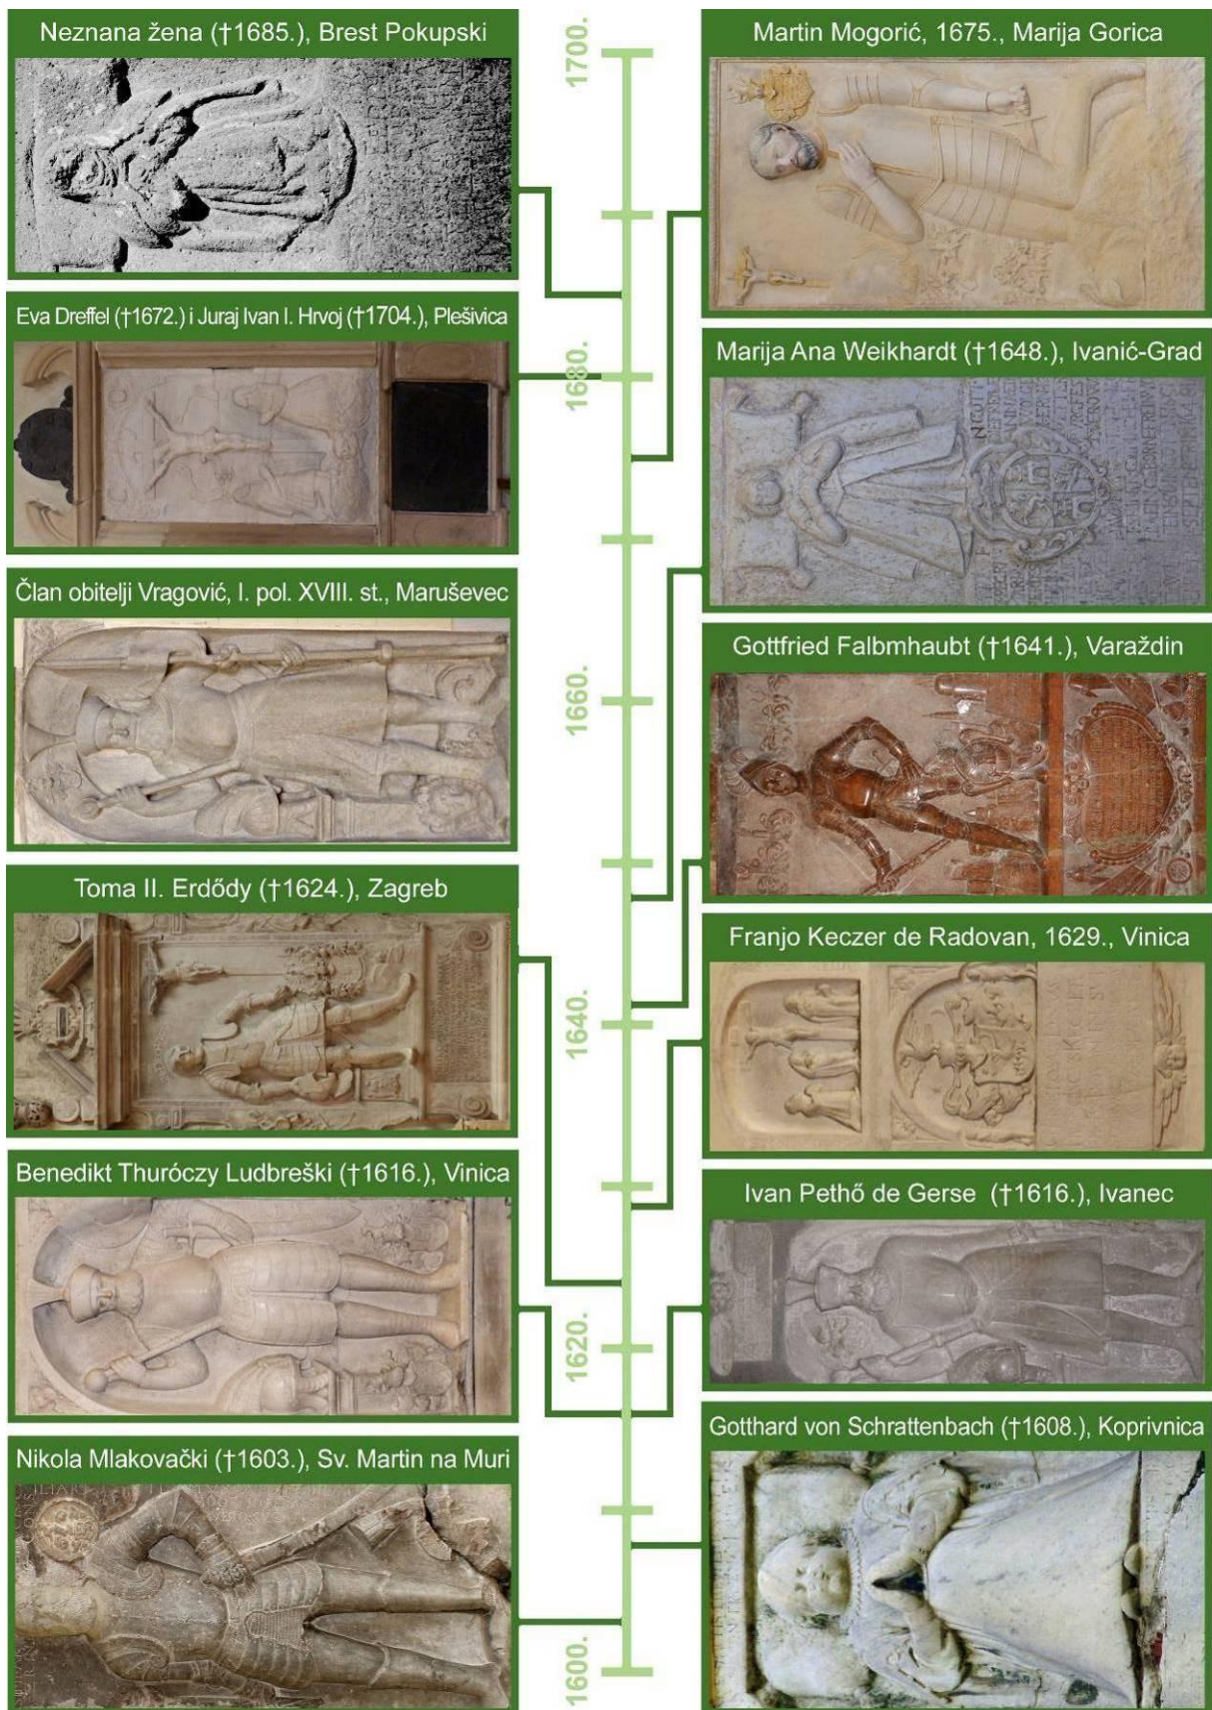 Neznana žena (†1685.), Brest Pokupski
Eva Dreffel (†1672.) i Juraj Ivan I. Hrvoj (†1704.), Plešivica
Član obitelji Vragović, I. pol. XVIII. st., Maruševec
Toma II. Erdődy (†1624.), Zagreb
Benedikt Thuróczy Ludbreški (†1616.), Vinica
Nikola Mlakovački (†1603.), Sv. Martin na Muri
1700.
1680.
1660.
1640.
1620.
1600.
Martin Mogorić, 1675., Marija Gorica
Marija Ana Weikhardt (†1648.), Ivanić-Grad
Gottfried Falbmhaubt (†1641.), Varaždin
Franjo Keczer de Radovan, 1629., Vinica
Ivan Pethő de Gerse (†1616.), Ivanec
Gotthard von Schrattenbach (†1608.), Koprivnica